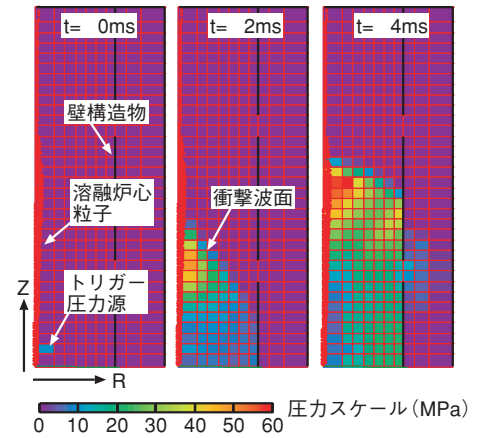 t= 0ms
t= 2ms
t= 4ms
壁構造物
溶融炉心
粒子
衝撃波面
トリガー
圧力源
Z
R
0 10 20 30 40 50 60
圧力スケール（MPa）